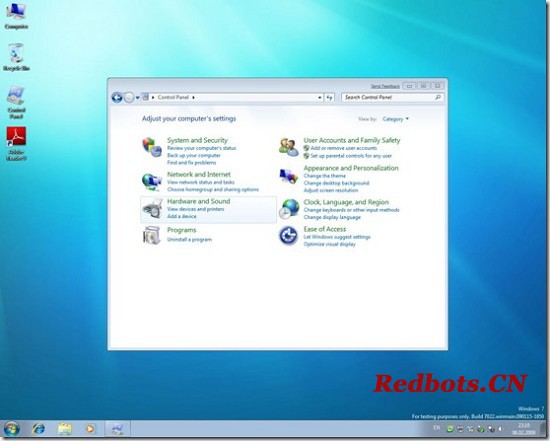 Computer
Recycle Bin
Control
Panel
Adobe
Reader 9
Send Feedback
Control Panel
Search Control Panel
Adjust your computer's settings
View by: Category
System and Security
Review your computer's status
Back up your computer
Find and fix problems
Network and Internet
View network status and tasks
Choose homegroup and sharing options
Hardware and Sound
View devices and printers
Add a device
Programs
Uninstall a program
User Accounts and Family Safety
Add or remove user accounts
Set up parental controls for any user
Appearance and Personalization
Change the theme
Change desktop background
Adjust screen resolution
Clock, Language, and Region
Change keyboards or other input methods
Change display language
Ease of Access
Let Windows suggest settings
Optimize visual display
Redbots.CN
Windows 7
For testing purposes only. Build 7022.winmain.090115-1850
EN